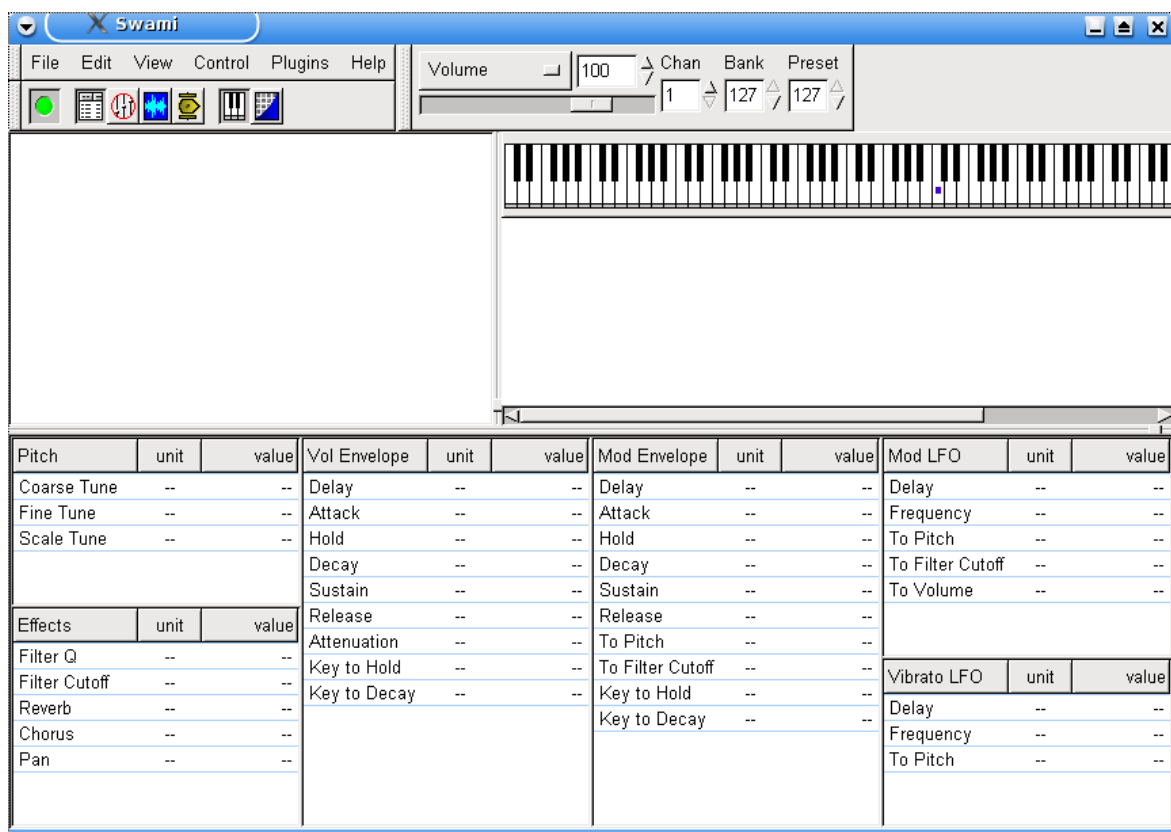 Swami
File Edit View Control Plugins Help
Volume 100 Chan Bank Preset
1 127 127
Pitch unit value
Coarse Tune -- --
Fine Tune -- --
Scale Tune -- --
Effects unit value
Filter Q -- --
Filter Cutoff -- --
Reverb -- --
Chorus -- --
Pan -- --
Vol Envelope unit value
Delay -- --
Attack -- --
Hold -- --
Decay -- --
Sustain -- --
Release -- --
Attenuation -- --
Key to Hold -- --
Key to Decay -- --
Mod Envelope unit value
Delay -- --
Attack -- --
Hold -- --
Decay -- --
Sustain -- --
Release -- --
To Pitch -- --
To Filter Cutoff -- --
Key to Hold -- --
Key to Decay -- --
Mod LFO unit value
Delay -- --
Frequency -- --
To Pitch -- --
To Filter Cutoff -- --
To Volume -- --
Vibrato LFO unit value
Delay -- --
Frequency -- --
To Pitch -- --